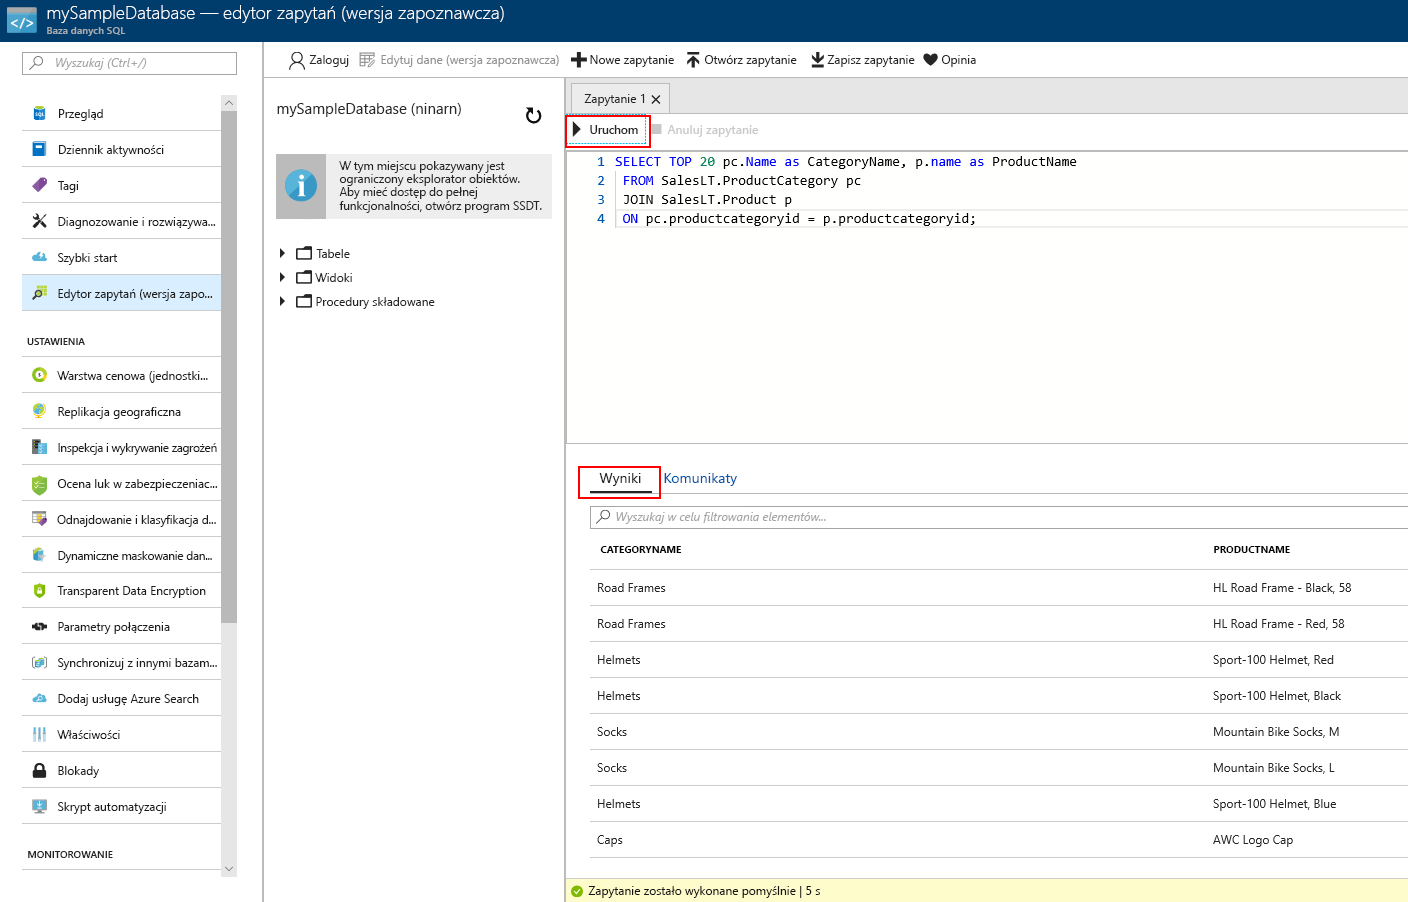 mySampleDatabase — edytor zapytań (wersja zapoznawcza)
Baza danych SQL
Wyszukaj (Ctrl+/)
Przegląd
Dziennik aktywności
Tagi
Diagnozowanie i rozwiązywa...
Szybki start
Edytor zapytań (wersja zapo...
USTAWIENIA
Warstwa cenowa (jednostki...
Replikacja geograficzna
Inspekcja i wykrywanie zagrożeń
Ocena luk w zabezpieczeniac...
Odnajdowanie i klasyfikacja d...
Dynamiczne maskowanie dan...
Transparent Data Encryption
Parametry połączenia
Synchronizuj z innymi bazam...
Dodaj usługę Azure Search
Właściwości
Blokady
Skrypt automatyzacji
MONITOROWANIE
Zaloguj Edytuj dane (wersja zapoznawcza) Nowe zapytanie Otwórz zapytanie Zapisz zapytanie Opinia
mySampleDatabase (ninarn)
W tym miejscu pokazywany jest
ograniczony eksplorator obiektów.
Aby mieć dostęp do pełnej
funkcjonalności, otwórz program SSDT.
Tabele
Widoki
Procedury składowane
Zapytanie 1
Uruchom Anuluj zapytanie
1 SELECT TOP 20 pc.Name as CategoryName, p.name as ProductName
2 FROM SalesLT.ProductCategory pc
3 JOIN SalesLT.Product p
4 ON pc.productcategoryid = p.productcategoryid;
Wyniki Komunikaty
Wyszukaj w celu filtrowania elementów...
CATEGORYNAME PRODUCTNAME
Road Frames HL Road Frame - Black, 58
Road Frames HL Road Frame - Red, 58
Helmets Sport-100 Helmet, Red
Helmets Sport-100 Helmet, Black
Socks Mountain Bike Socks, M
Socks Mountain Bike Socks, L
Helmets Sport-100 Helmet, Blue
Caps AWC Logo Cap
Zapytanie zostało wykonane pomyślnie | 5 s